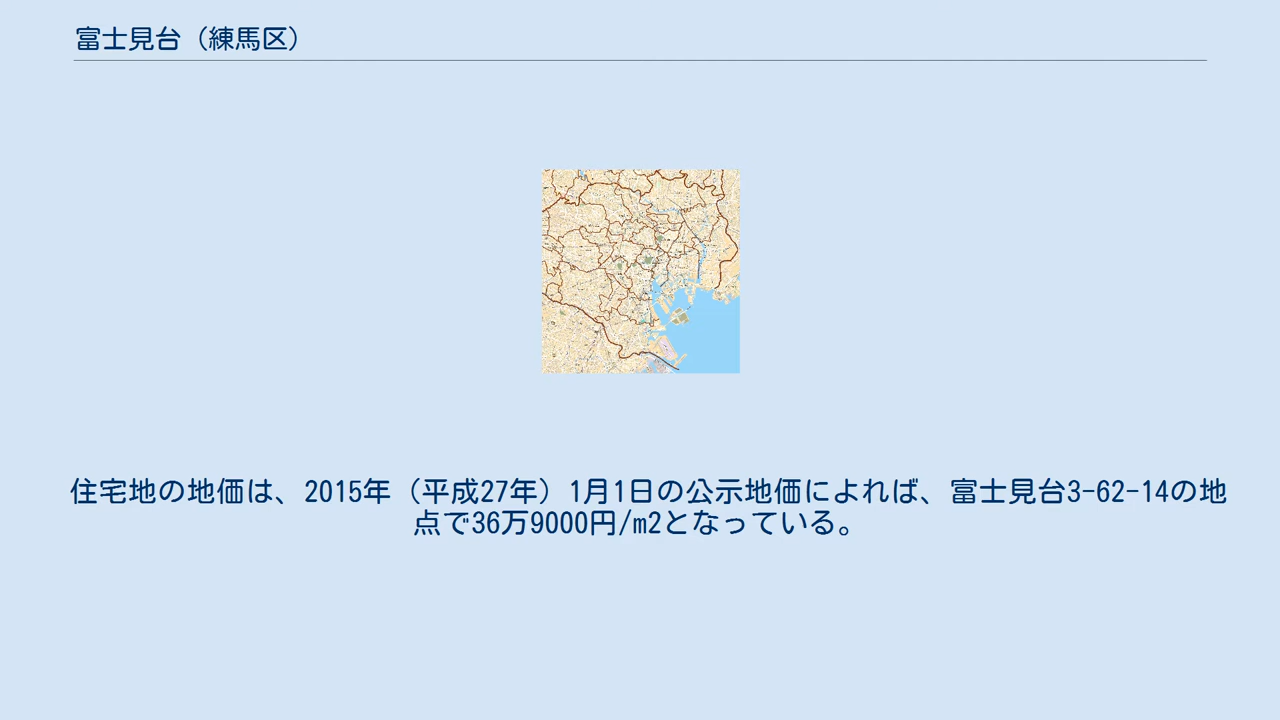 富士見台（練馬区）
住宅地の地価は、2015年（平成27年）1月1日の公示地価によれば、富士見台3-62-14の地
点で36万9000円/m2となっている。